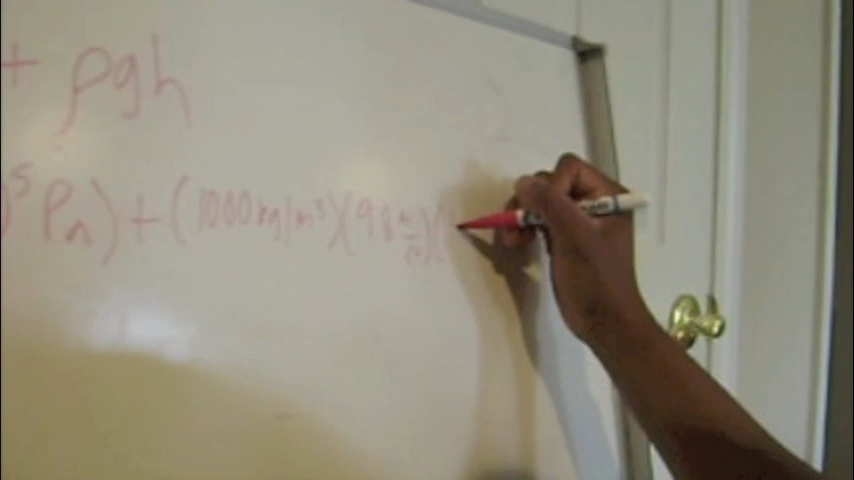 + ρgh
)⁵ Pa) + (1000 kg/m³)(9.8 m/s²)(